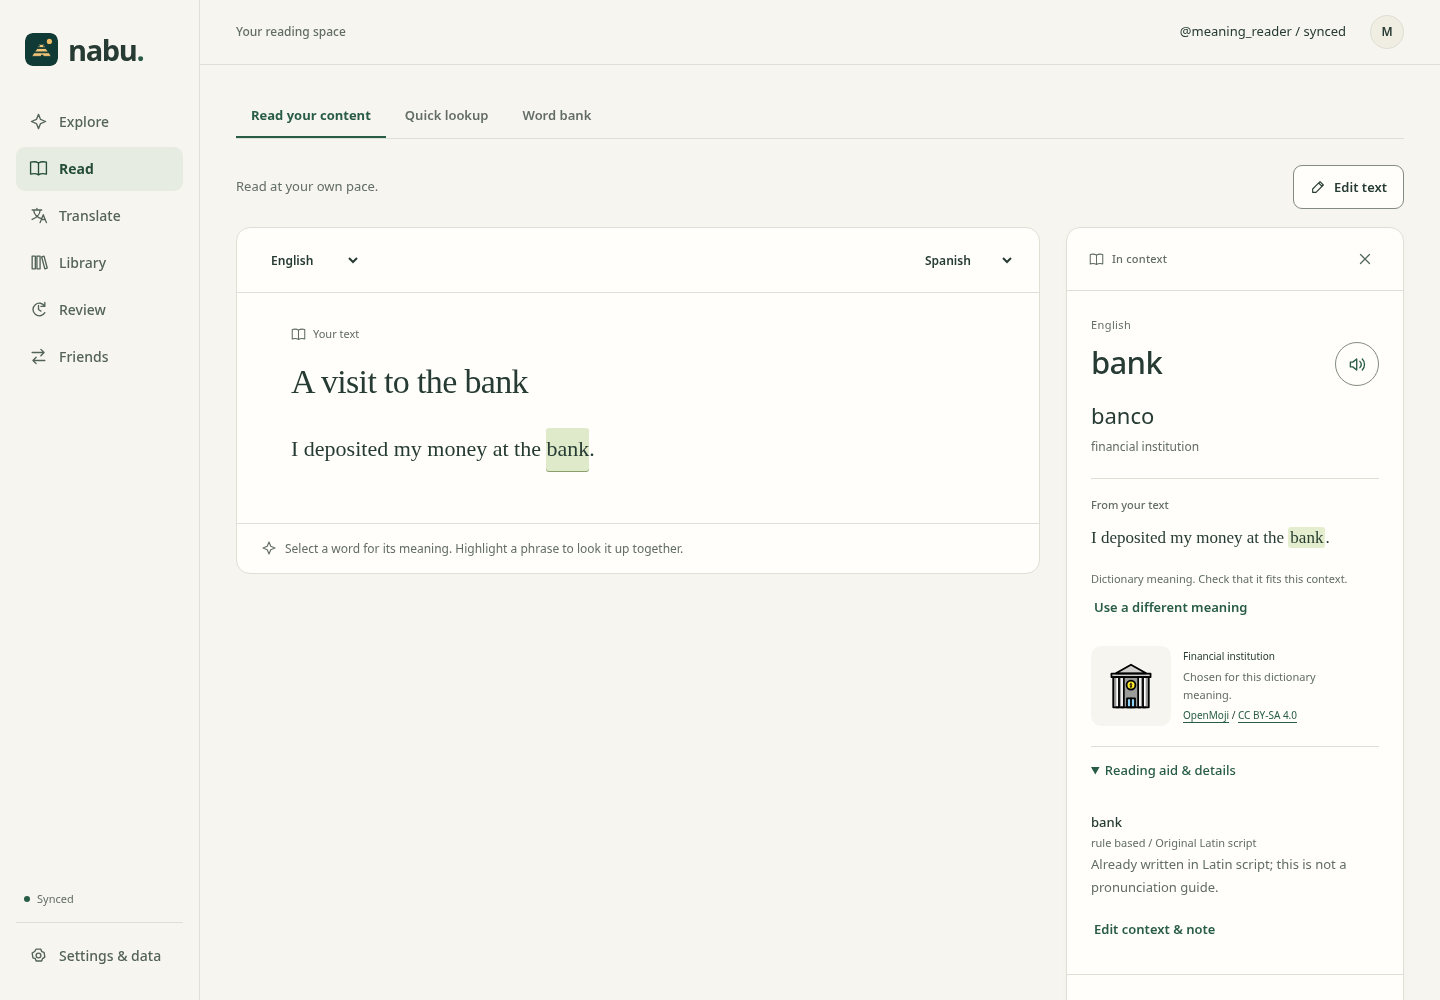 nabu.
Explore
Read
Translate
Library
Review
Friends
Synced
Settings & data
Your reading space
@meaning_reader / synced
M
Read your content
Quick lookup
Word bank
Read at your own pace.
Edit text
English
Spanish
Your text
A visit to the bank
I deposited my money at the bank.
Select a word for its meaning. Highlight a phrase to look it up together.
In context
English
bank
banco
financial institution
From your text
I deposited my money at the bank.
Dictionary meaning. Check that it fits this context.
Use a different meaning
Financial institution
Chosen for this dictionary
meaning.
OpenMoji / CC BY-SA 4.0
Reading aid & details
bank
rule based / Original Latin script
Already written in Latin script; this is not a
pronunciation guide.
Edit context & note